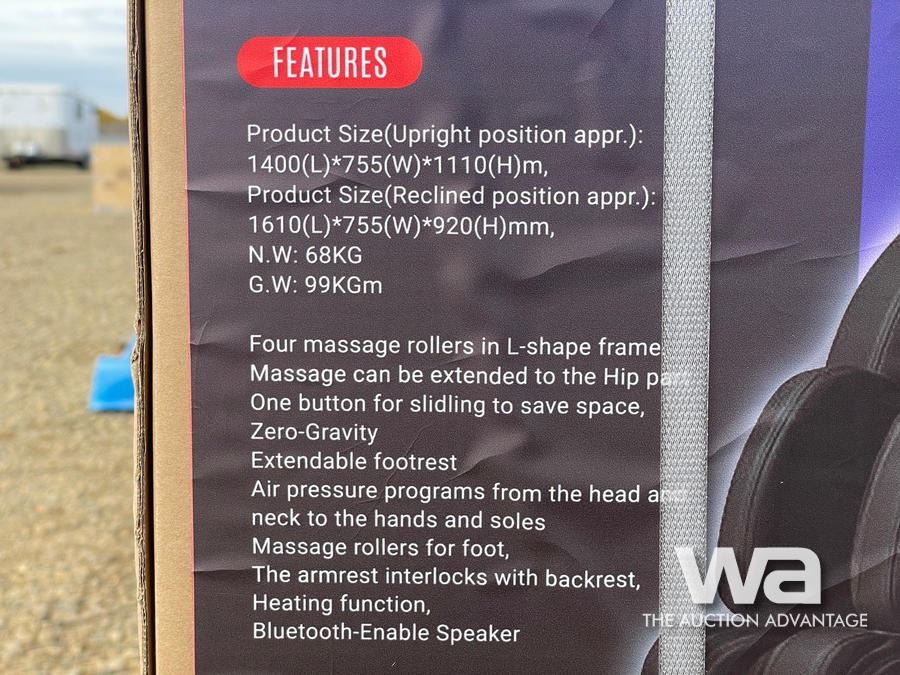 FEATURES
Product Size(Upright position appr.):
1400(L)*755(W)*1110(H)m,
Product Size(Reclined position appr.):
1610(L)*755(W)*920(H)mm,
N.W: 68KG
G.W: 99KGm
Four massage rollers in L-shape frame
Massage can be extended to the Hip
One button for slidling to save space,
Zero-Gravity
Extendable footrest
Air pressure programs from the head and
neck to the hands and soles
Massage rollers for foot,
The armrest interlocks with backrest,
Heating function,
Bluetooth-Enable Speaker
wa
THE AUCTION ADVANTAGE